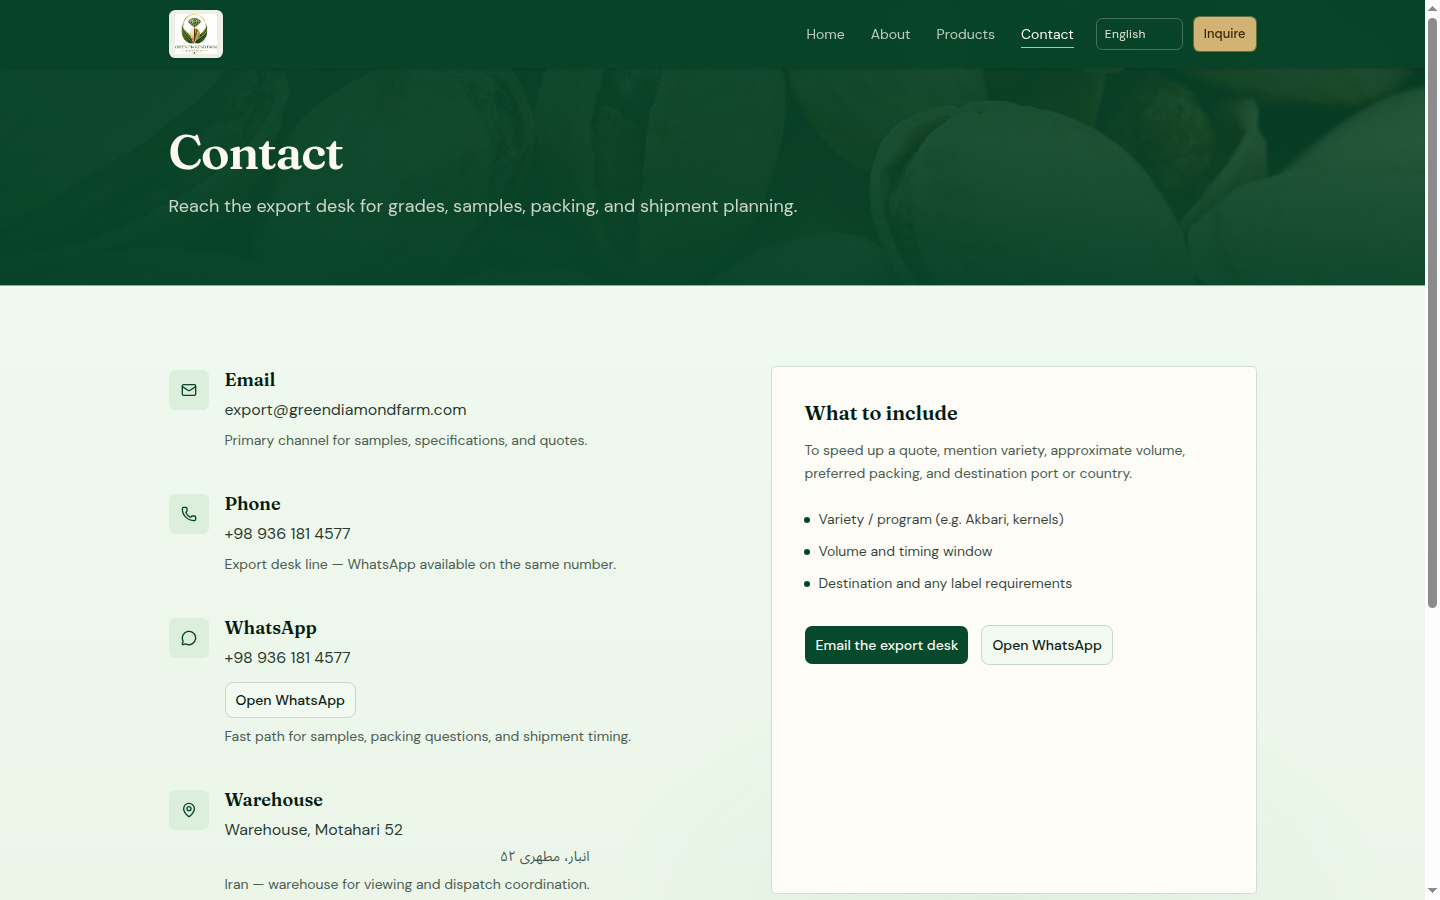 GREEN DIAMOND FARM
Home
About
Products
Contact
English
Inquire
Contact
Reach the export desk for grades, samples, packing, and shipment planning.
Email
export@greendiamondfarm.com
Primary channel for samples, specifications, and quotes.
Phone
+98 936 181 4577
Export desk line — WhatsApp available on the same number.
WhatsApp
+98 936 181 4577
Open WhatsApp
Fast path for samples, packing questions, and shipment timing.
Warehouse
Warehouse, Motahari 52
انبار، مطهری ۵۲
Iran — warehouse for viewing and dispatch coordination.
What to include
To speed up a quote, mention variety, approximate volume,
preferred packing, and destination port or country.
Variety / program (e.g. Akbari, kernels)
Volume and timing window
Destination and any label requirements
Email the export desk
Open WhatsApp